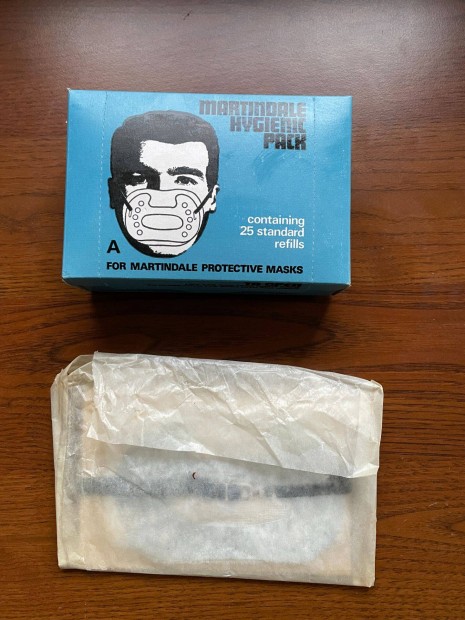 MARTINDALE
HYGIENIC
PACK
containing
25 standard
refills
A
FOR MARTINDALE PROTECTIVE MASKS